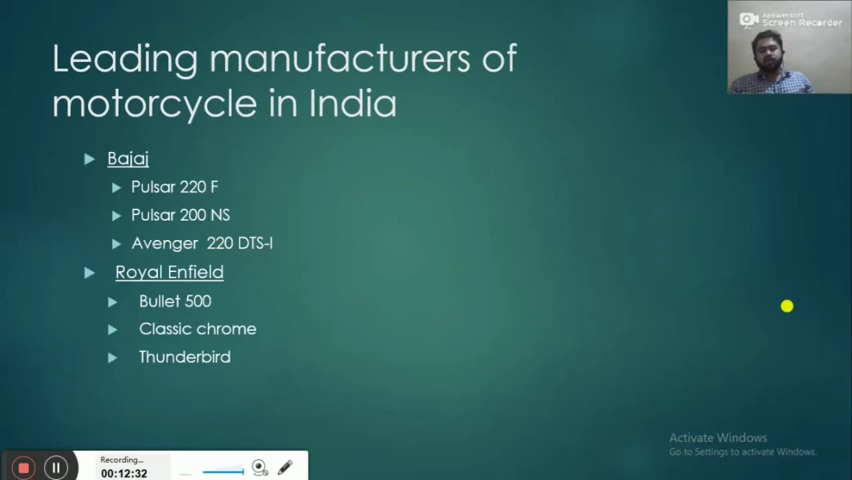 Apowersoft
Screen Recorder
Leading manufacturers of
motorcycle in India
Bajaj
Pulsar 220 F
Pulsar 200 NS
Avenger 220 DTS-I
Royal Enfield
Bullet 500
Classic chrome
Thunderbird
Activate Windows
Go to Settings to activate Windows.
Recording...
00:12:32